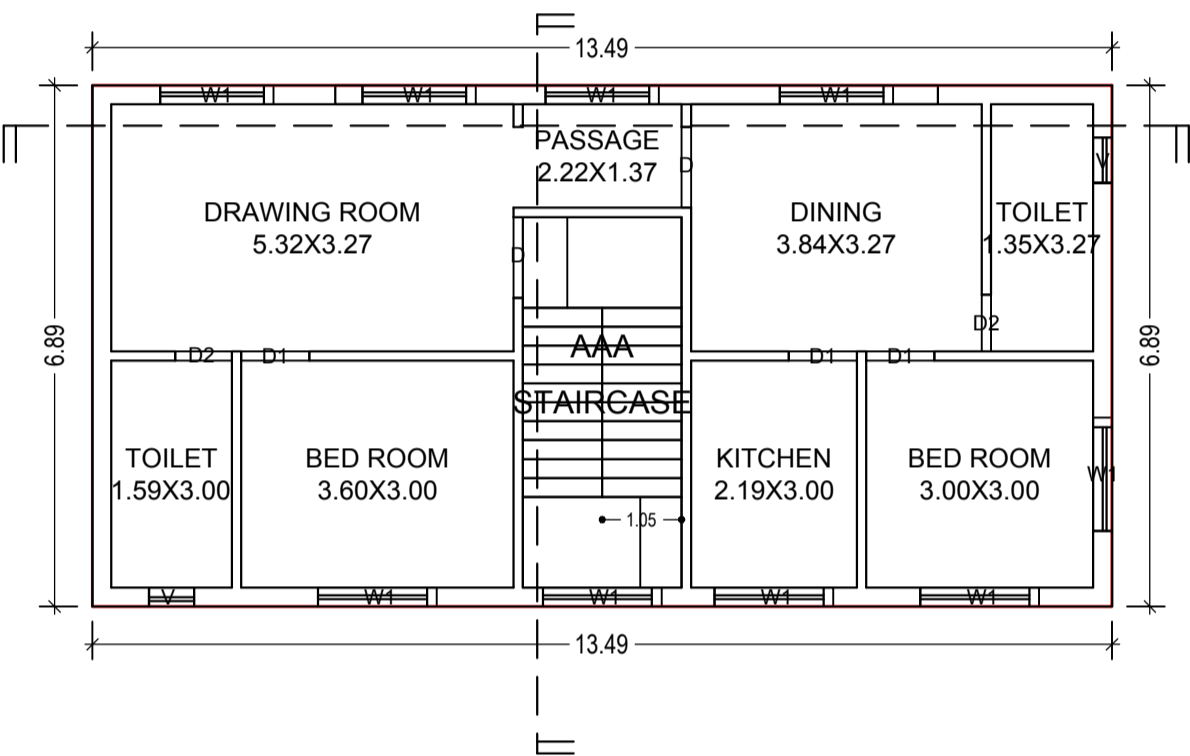 13.49
W1
W1
W1
W1
PASSAGE
2.22X1.37
D
V
DRAWING ROOM
5.32X3.27
DINING
3.84X3.27
TOILET
1.35X3.27
D
6.89
6.89
D2
D2
D1
D1
D1
AAA
STAIRCASE
TOILET
1.59X3.00
BED ROOM
3.60X3.00
KITCHEN
2.19X3.00
BED ROOM
3.00X3.00
W1
1.05
V
W1
W1
W1
W1
13.49